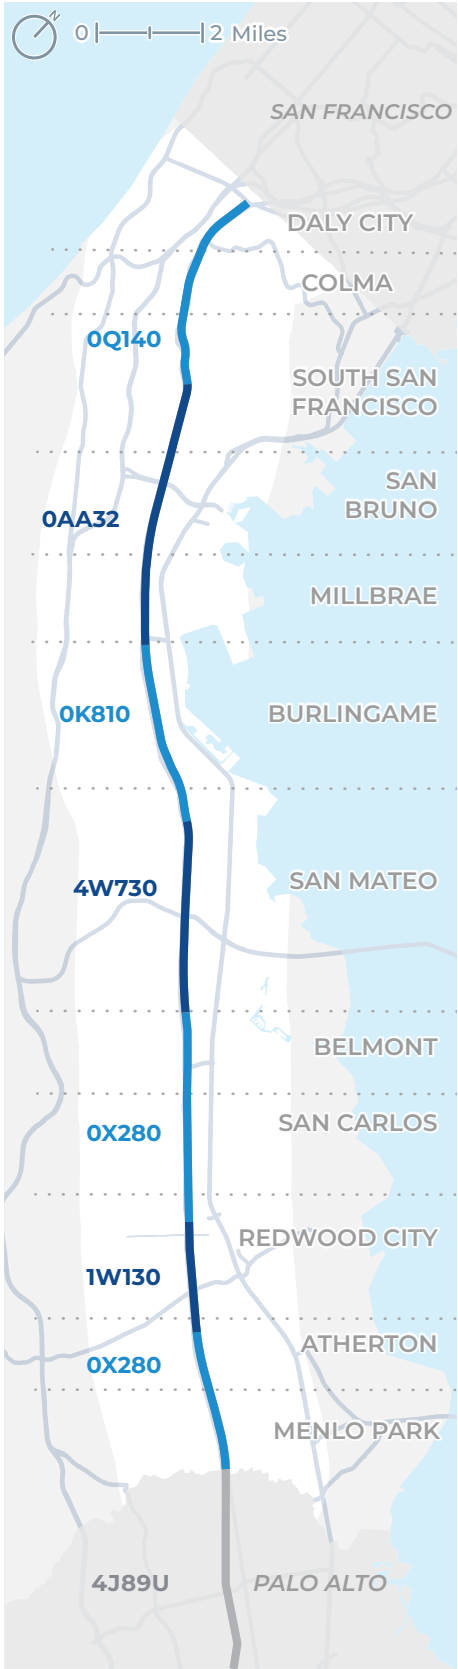 N
0 2 Miles
SAN FRANCISCO
DALY CITY
COLMA
0Q140
SOUTH SAN
FRANCISCO
SAN
BRUNO
0AA32
MILLBRAE
0K810
BURLINGAME
SAN MATEO
4W730
BELMONT
SAN CARLOS
0X280
REDWOOD CITY
1W130
ATHERTON
0X280
MENLO PARK
4J89U
PALO ALTO